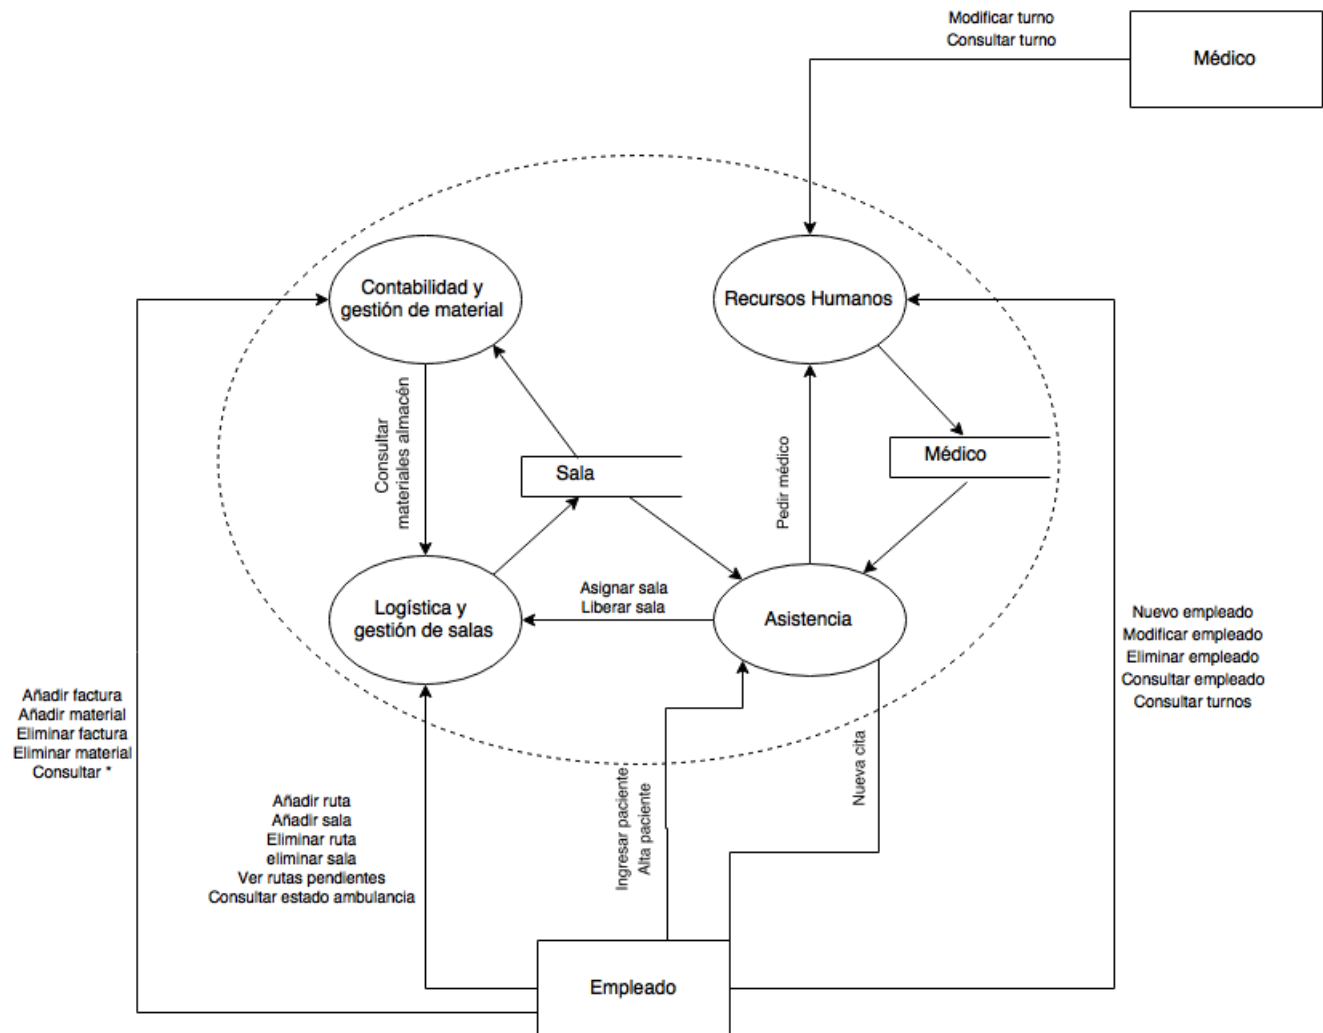 Modificar turno
Consultar turno
Médico
Contabilidad y
gestión de material
Recursos Humanos
Consultar
materiales almacén
Sala
Pedir médico
Médico
Asignar sala
Liberar sala
Logística y
gestión de salas
Asistencia
Nuevo empleado
Modificar empleado
Eliminar empleado
Consultar empleado
Consultar turnos
Añadir factura
Añadir material
Eliminar factura
Eliminar material
Consultar *
Añadir ruta
Añadir sala
Eliminar ruta
eliminar sala
Ver rutas pendientes
Consultar estado ambulancia
Ingresar paciente
Alta paciente
Nueva cita
Empleado